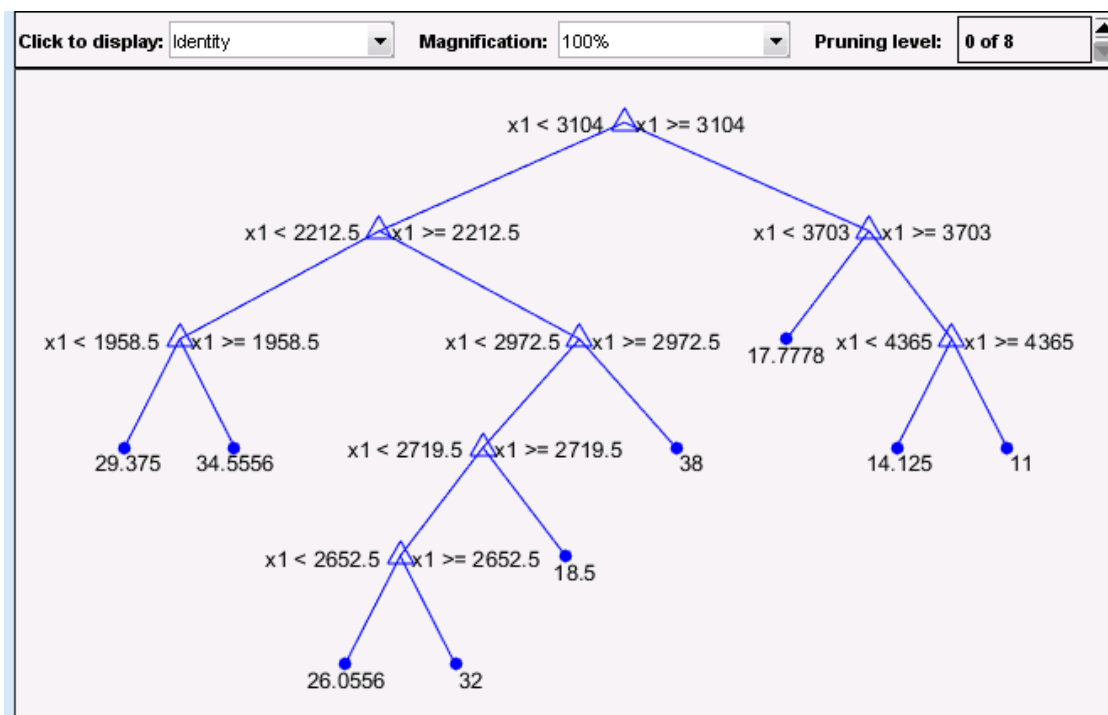 Click to display: Identity Magnification: 100% Pruning level: 0 of 8
x1 < 3104 x1 >= 3104
x1 < 2212.5 x1 >= 2212.5 x1 < 3703 x1 >= 3703
x1 < 1958.5 x1 >= 1958.5 x1 < 2972.5 x1 >= 2972.5 17.7778 x1 < 4365 x1 >= 4365
29.375 34.5556 x1 < 2719.5 x1 >= 2719.5 38 14.125 11
x1 < 2652.5 x1 >= 2652.5 18.5
26.0556 32